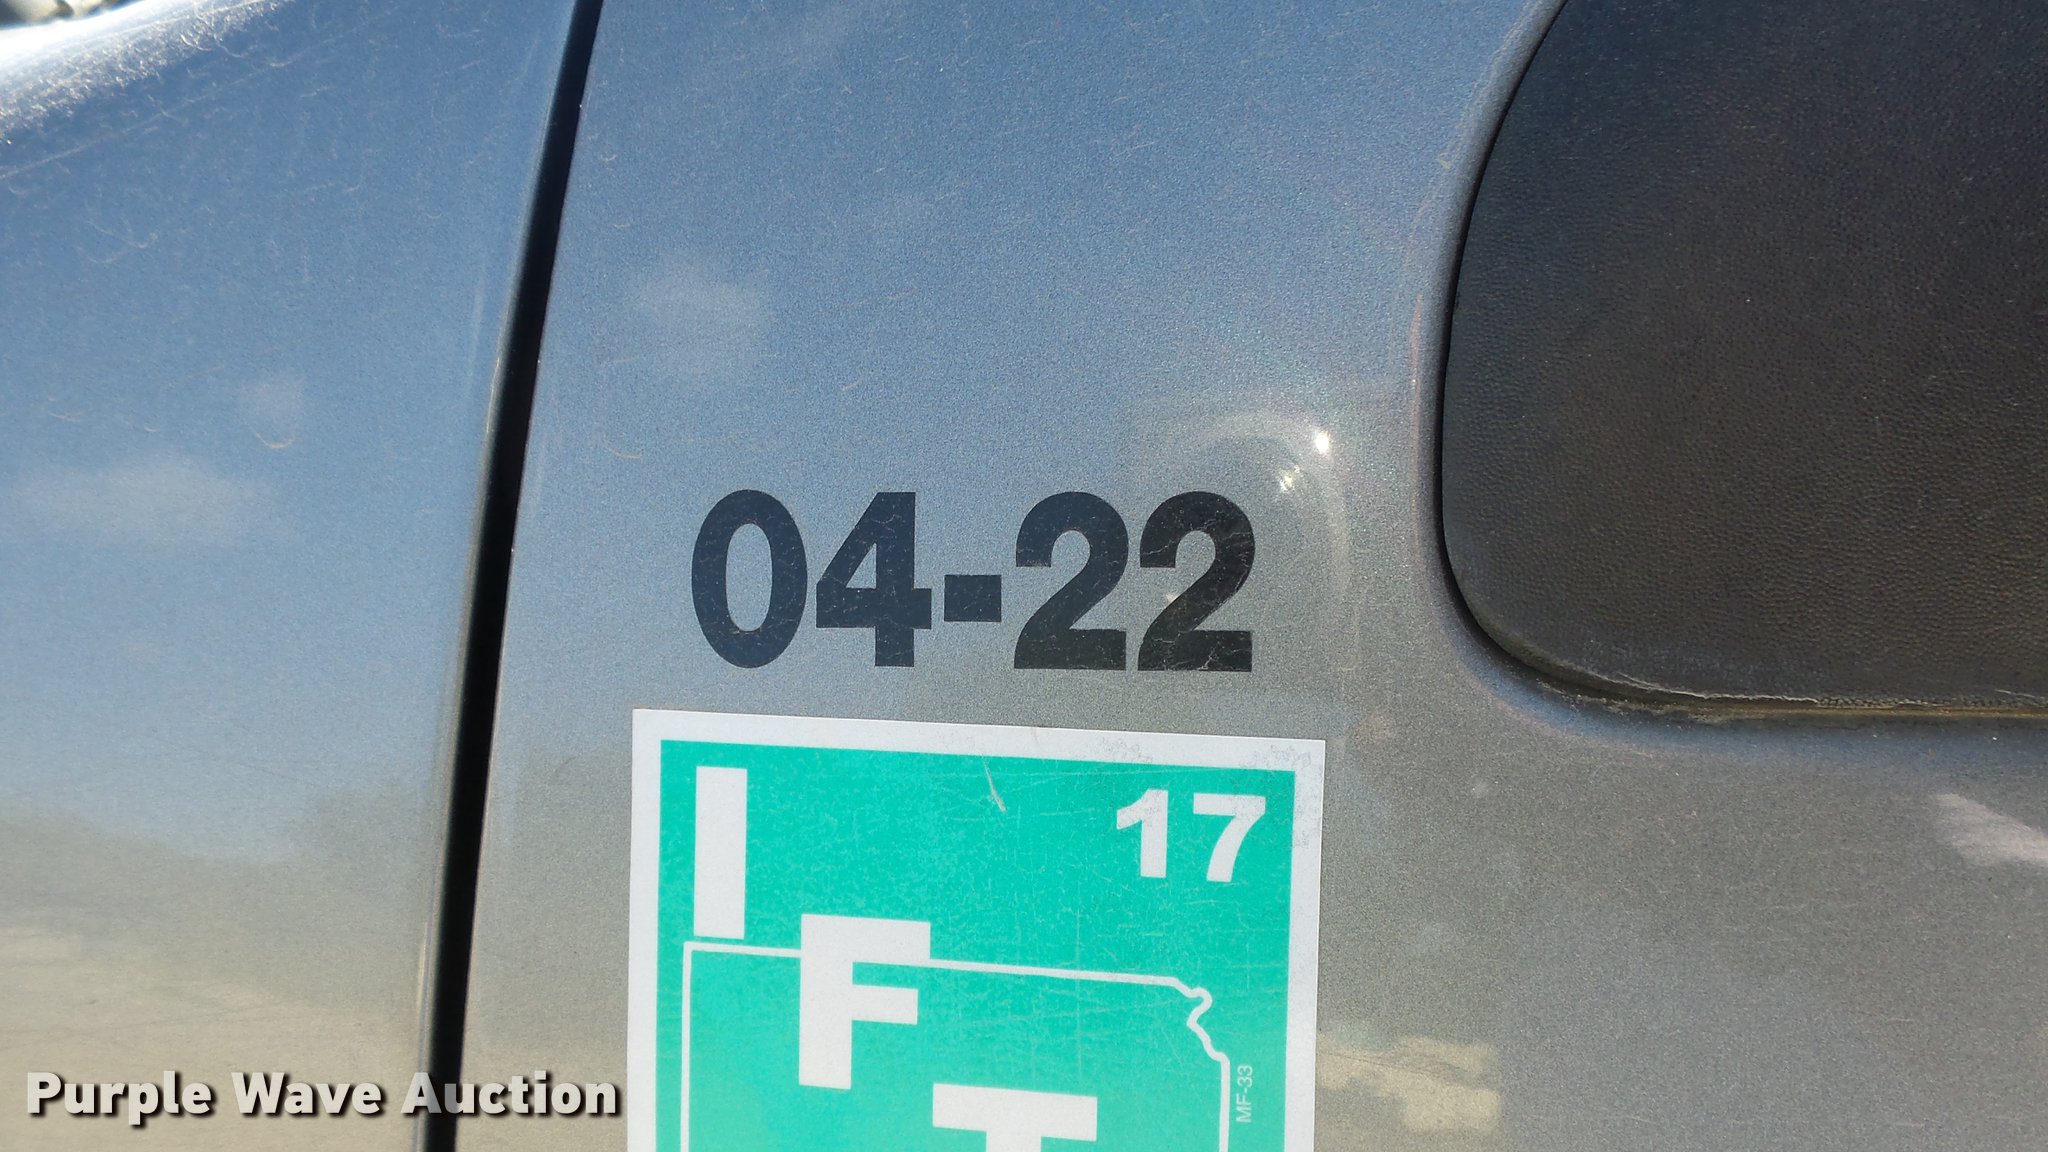 04-22
I
17
F
T
MF-33
Purple Wave Auction